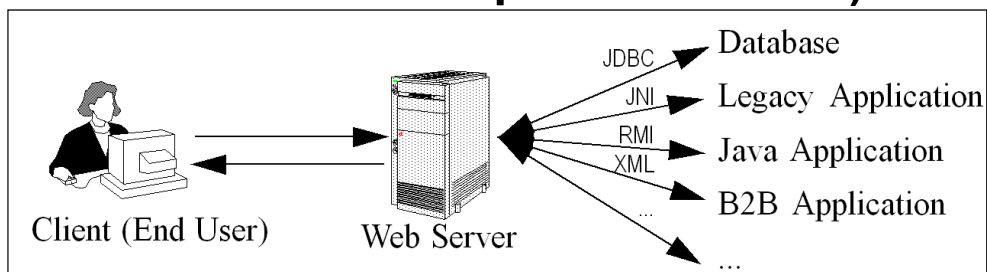 Client (End User)
Web Server
JDBC
Database
JNI
Legacy Application
RMI
Java Application
XML
B2B Application
...
...